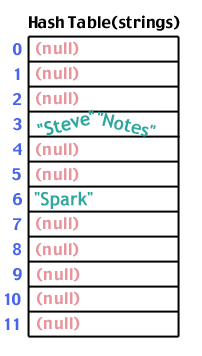 Hash Table(strings)
0 (null)
1 (null)
2 (null)
3 "Steve" "Notes"
4 (null)
5 (null)
6 "Spark"
7 (null)
8 (null)
9 (null)
10 (null)
11 (null)